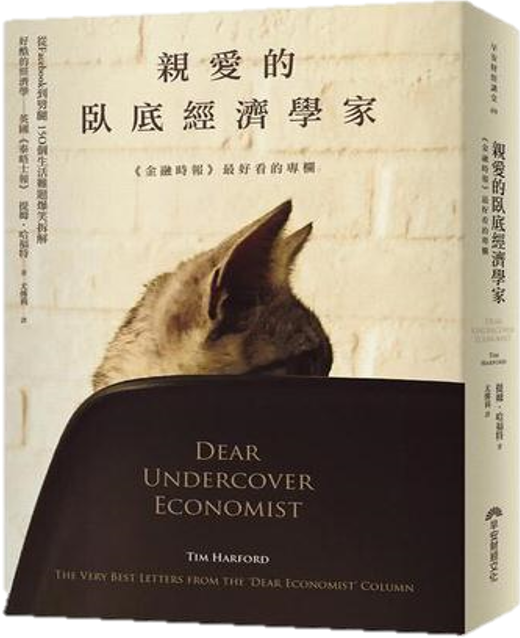 親愛的
臥底經濟學家
《金融時報》最好看的專欄
從Facebook到劈腿 150個生活難題爆笑拆解
好酷的經濟學——英國《泰晤士報》
提姆・哈福特 著 尤傳莉 譯
DEAR
UNDERCOVER
ECONOMIST
TIM HARFORD
THE VERY BEST LETTERS FROM THE 'DEAR ECONOMIST' COLUMN
親愛的臥底經濟學家
《金融時報》最好看的專欄
DEAR
UNDERCOVER
ECONOMIST
TIM
HARFORD
提姆・哈福特 著
尤傳莉 譯
早安財經文化